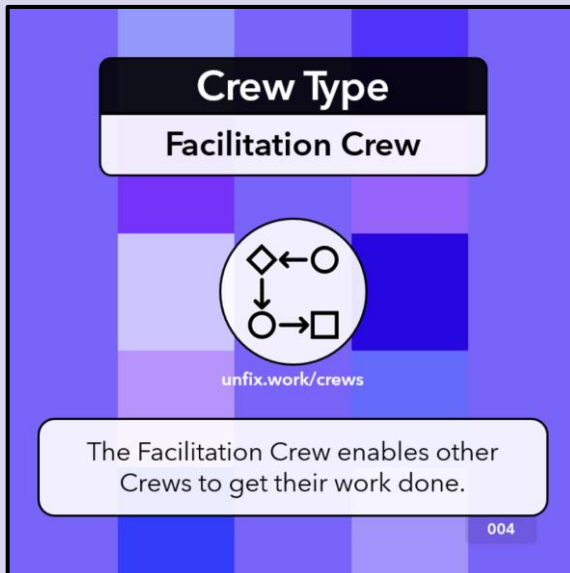 Crew Type
Facilitation Crew
unfix.work/crews
The Facilitation Crew enables other
Crews to get their work done.
004